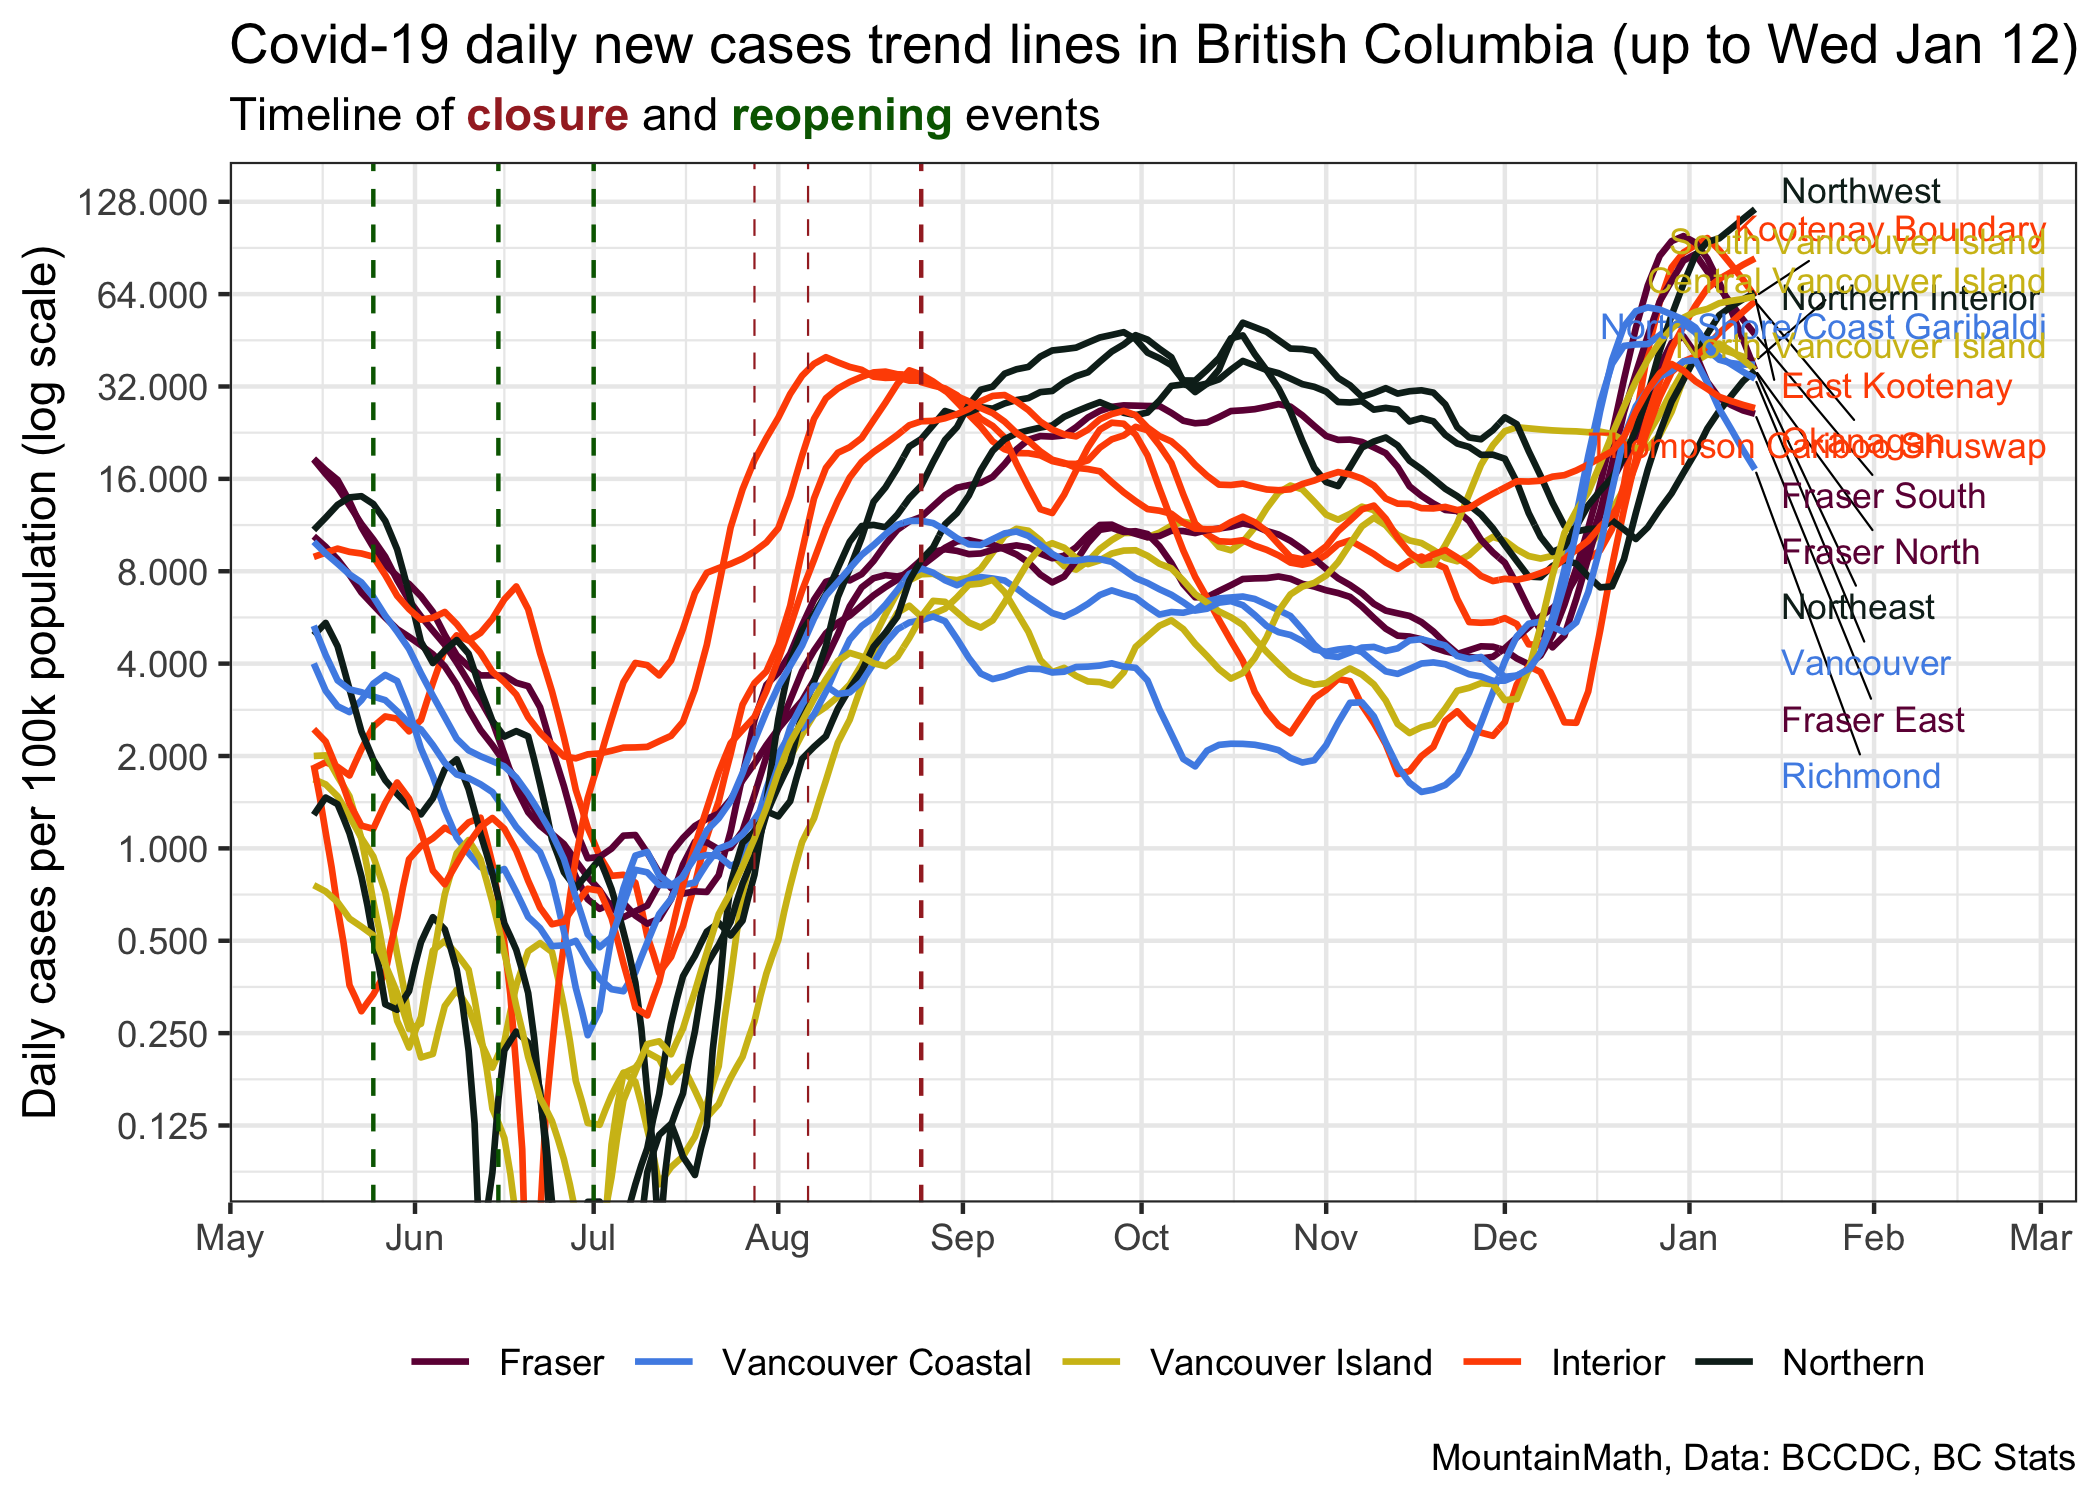 Covid-19 daily new cases trend lines in British Columbia (up to Wed Jan 12)
Timeline of closure and reopening events
Daily cases per 100k population (log scale)
128.000
64.000
32.000
16.000
8.000
4.000
2.000
1.000
0.500
0.250
0.125
Northwest
Kootenay Boundary
South Vancouver Island
Central Vancouver Island
Northern Interior
North Shore/Coast Garibaldi
North Vancouver Island
East Kootenay
Okanagan
Thompson Cariboo Shuswap
Fraser South
Fraser North
Northeast
Vancouver
Fraser East
Richmond
May Jun Jul Aug Sep Oct Nov Dec Jan Feb Mar
Fraser Vancouver Coastal Vancouver Island Interior Northern
MountainMath, Data: BCCDC, BC Stats